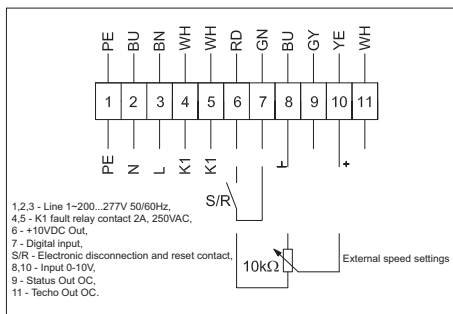 PE BU BN WH WH RD GN BU GY YE WH
1 2 3 4 5 6 7 8 9 10 11
PE N L K1 K1 ⊥ +
S/R
1,2,3 - Line 1~200...277V 50/60Hz,
4,5 - K1 fault relay contact 2A, 250VAC,
6 - +10VDC Out,
7 - Digital input,
S/R - Electronic disconnection and reset contact,
8,10 - Input 0-10V,
9 - Status Out OC,
11 - Techo Out OC.
10kΩ
External speed settings